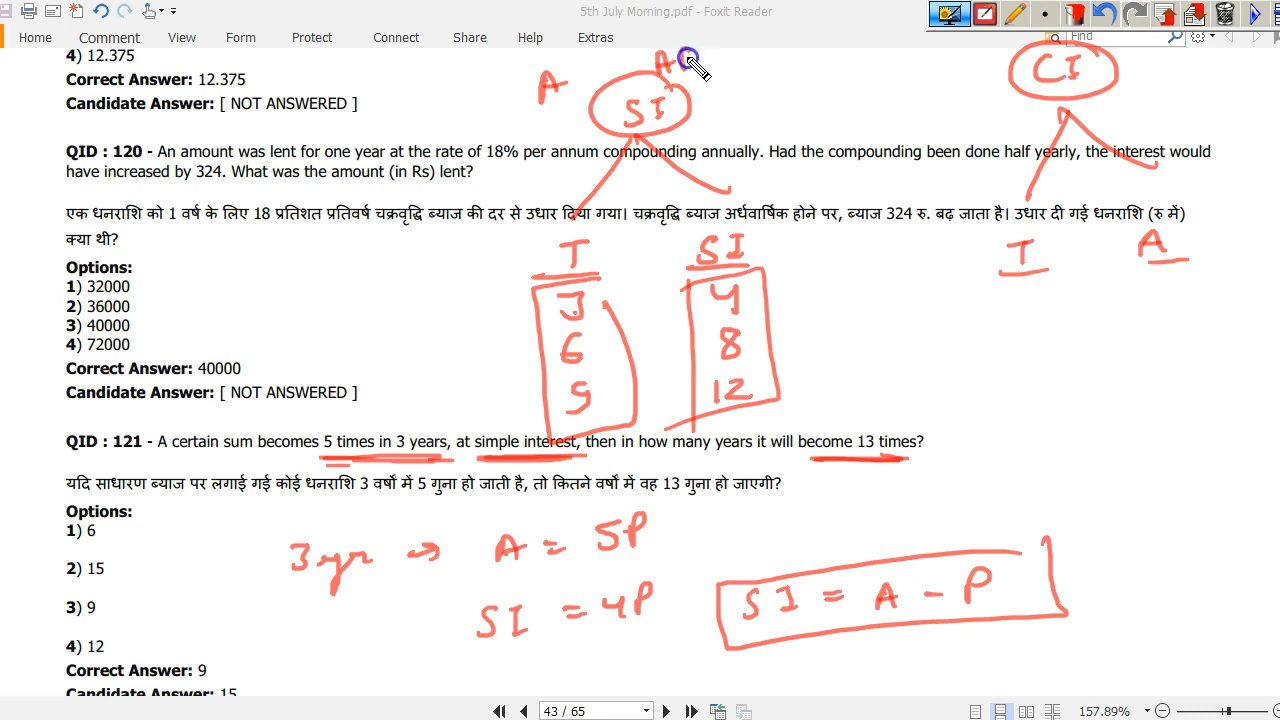 5th July Morning.pdf - Foxit Reader
Home Comment View Form Protect Connect Share Help Extras
Find
4) 12.375
Correct Answer: 12.375
Candidate Answer: [ NOT ANSWERED ]
A
A
SI
CI
QID : 120 - An amount was lent for one year at the rate of 18% per annum compounding annually. Had the compounding been done half yearly, the interest would
have increased by 324. What was the amount (in Rs) lent?
एक धनराशि को 1 वर्ष के लिए 18 प्रतिशत प्रतिवर्ष चक्रवृद्धि ब्याज की दर से उधार दिया गया। चक्रवृद्धि ब्याज अर्धवार्षिक होने पर, ब्याज 324 रु. बढ़ जाता है। उधार दी गई धनराशि (रु में)
क्या थी?
Options:
1) 32000
2) 36000
3) 40000
4) 72000
Correct Answer: 40000
Candidate Answer: [ NOT ANSWERED ]
T SI
3 4
6 8
9 12
T A
QID : 121 - A certain sum becomes 5 times in 3 years, at simple interest, then in how many years it will become 13 times?
यदि साधारण ब्याज पर लगाई गई कोई धनराशि 3 वर्षों में 5 गुना हो जाती है, तो कितने वर्षों में वह 13 गुना हो जाएगी?
Options:
1) 6
2) 15
3) 9
4) 12
Correct Answer: 9
Candidate Answer: 15
3 yr → A = 5P
SI = 4P
SI = A - P
43 / 65
157.89%